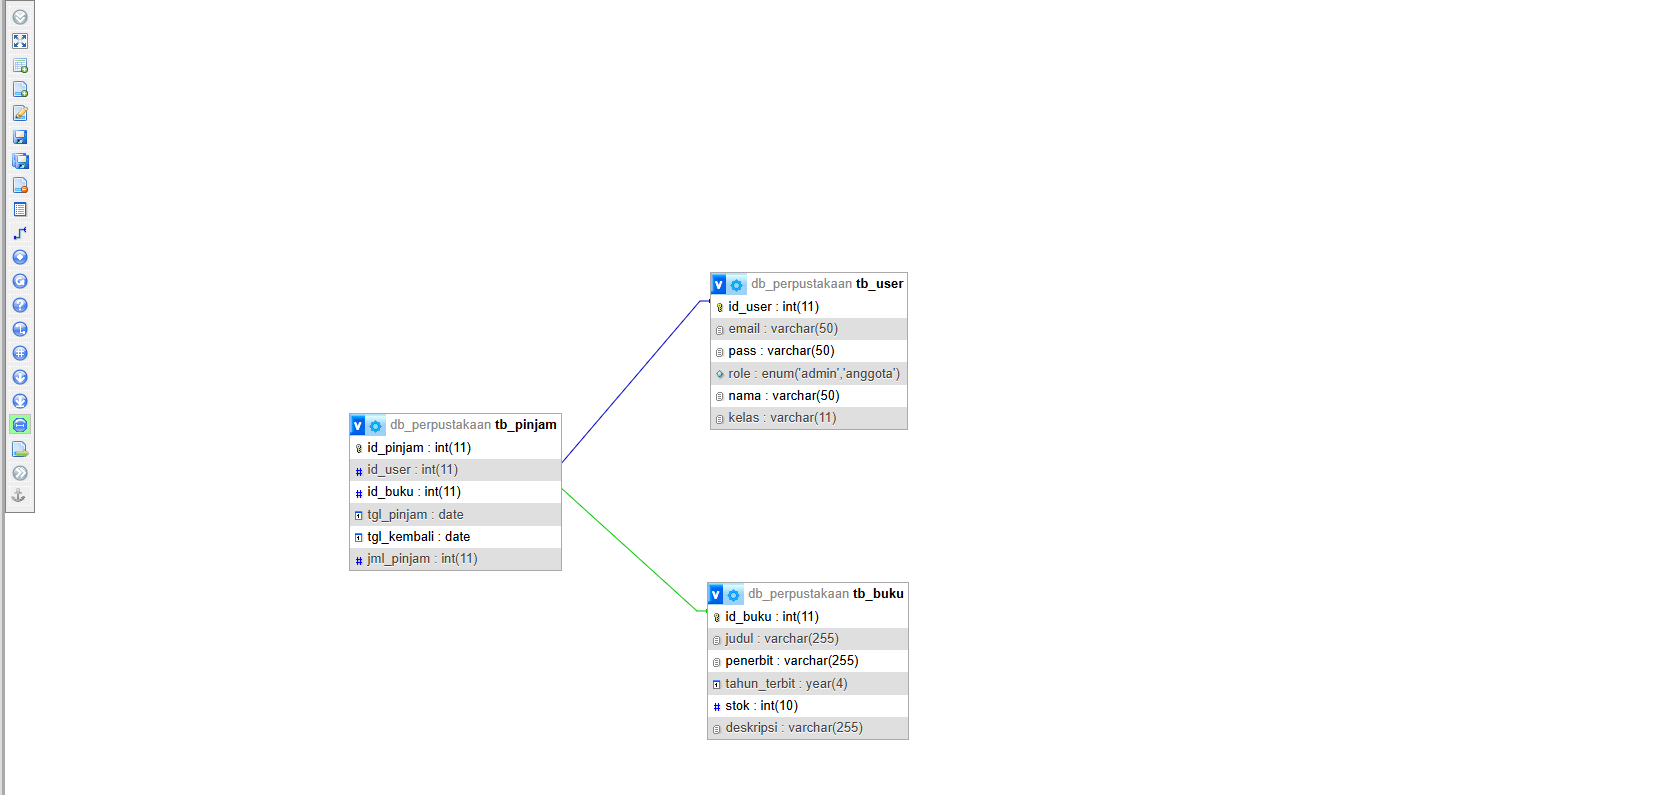 db_perpustakaan tb_user
id_user : int(11)
email : varchar(50)
pass : varchar(50)
role : enum('admin','anggota')
nama : varchar(50)
kelas : varchar(11)
db_perpustakaan tb_pinjam
id_pinjam : int(11)
id_user : int(11)
id_buku : int(11)
tgl_pinjam : date
tgl_kembali : date
jml_pinjam : int(11)
db_perpustakaan tb_buku
id_buku : int(11)
judul : varchar(255)
penerbit : varchar(255)
tahun_terbit : year(4)
stok : int(10)
deskripsi : varchar(255)